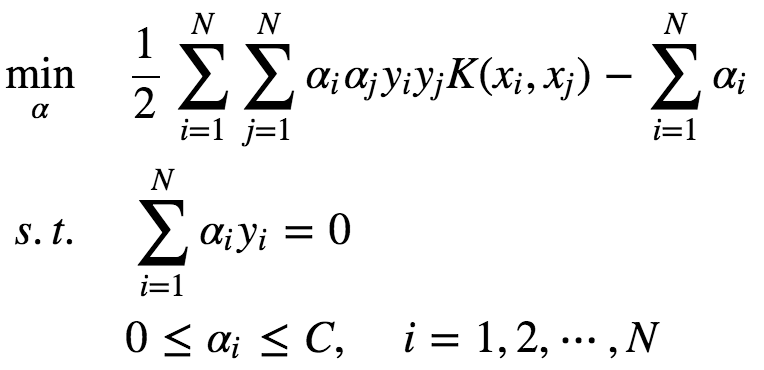 min_α 1/2 ∑_{i=1}^{N} ∑_{j=1}^{N} α_i α_j y_i y_j K(x_i, x_j) − ∑_{i=1}^{N} α_i
s.t. ∑_{i=1}^{N} α_i y_i = 0
0 ≤ α_i ≤ C, i = 1, 2, ⋯ , N